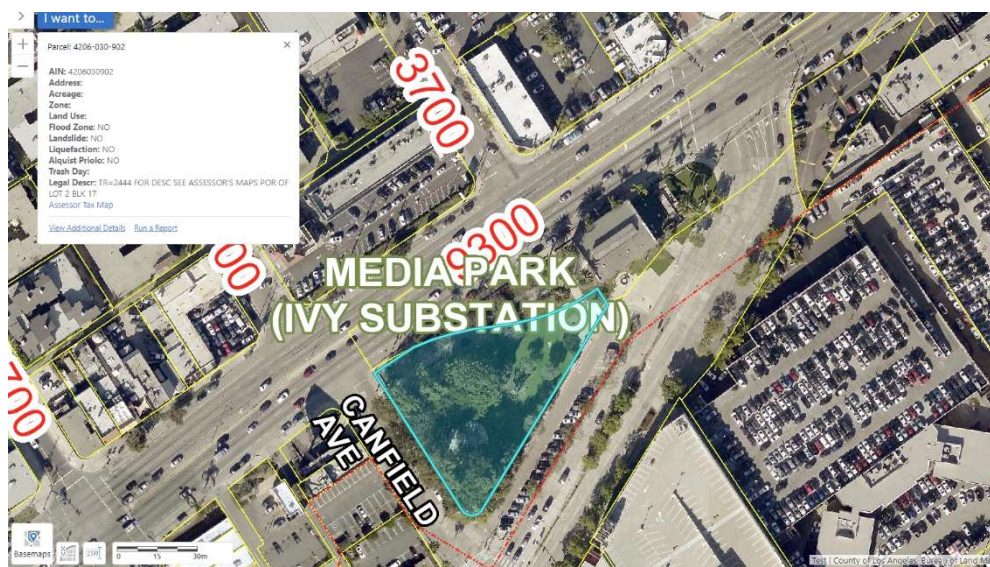 I want to...
Parcel: 4206-030-902
AIN: 4206030902
Address:
Acreage:
Zone:
Land Use:
Flood Zone: NO
Landslide: NO
Liquefaction: NO
Alquist Priolo: NO
Trash Day:
Legal Descr: TR=2444 FOR DESC SEE ASSESSOR'S MAPS POR OF
LOT 2 BLK 17
Assessor Tax Map
View Additional Details Run a Report
3700
9300
MEDIA PARK
(IVY SUBSTATION)
CANFIELD
AVE
Basemaps
0 15 30m
Test | County of Los Angeles, Bureau of Land M